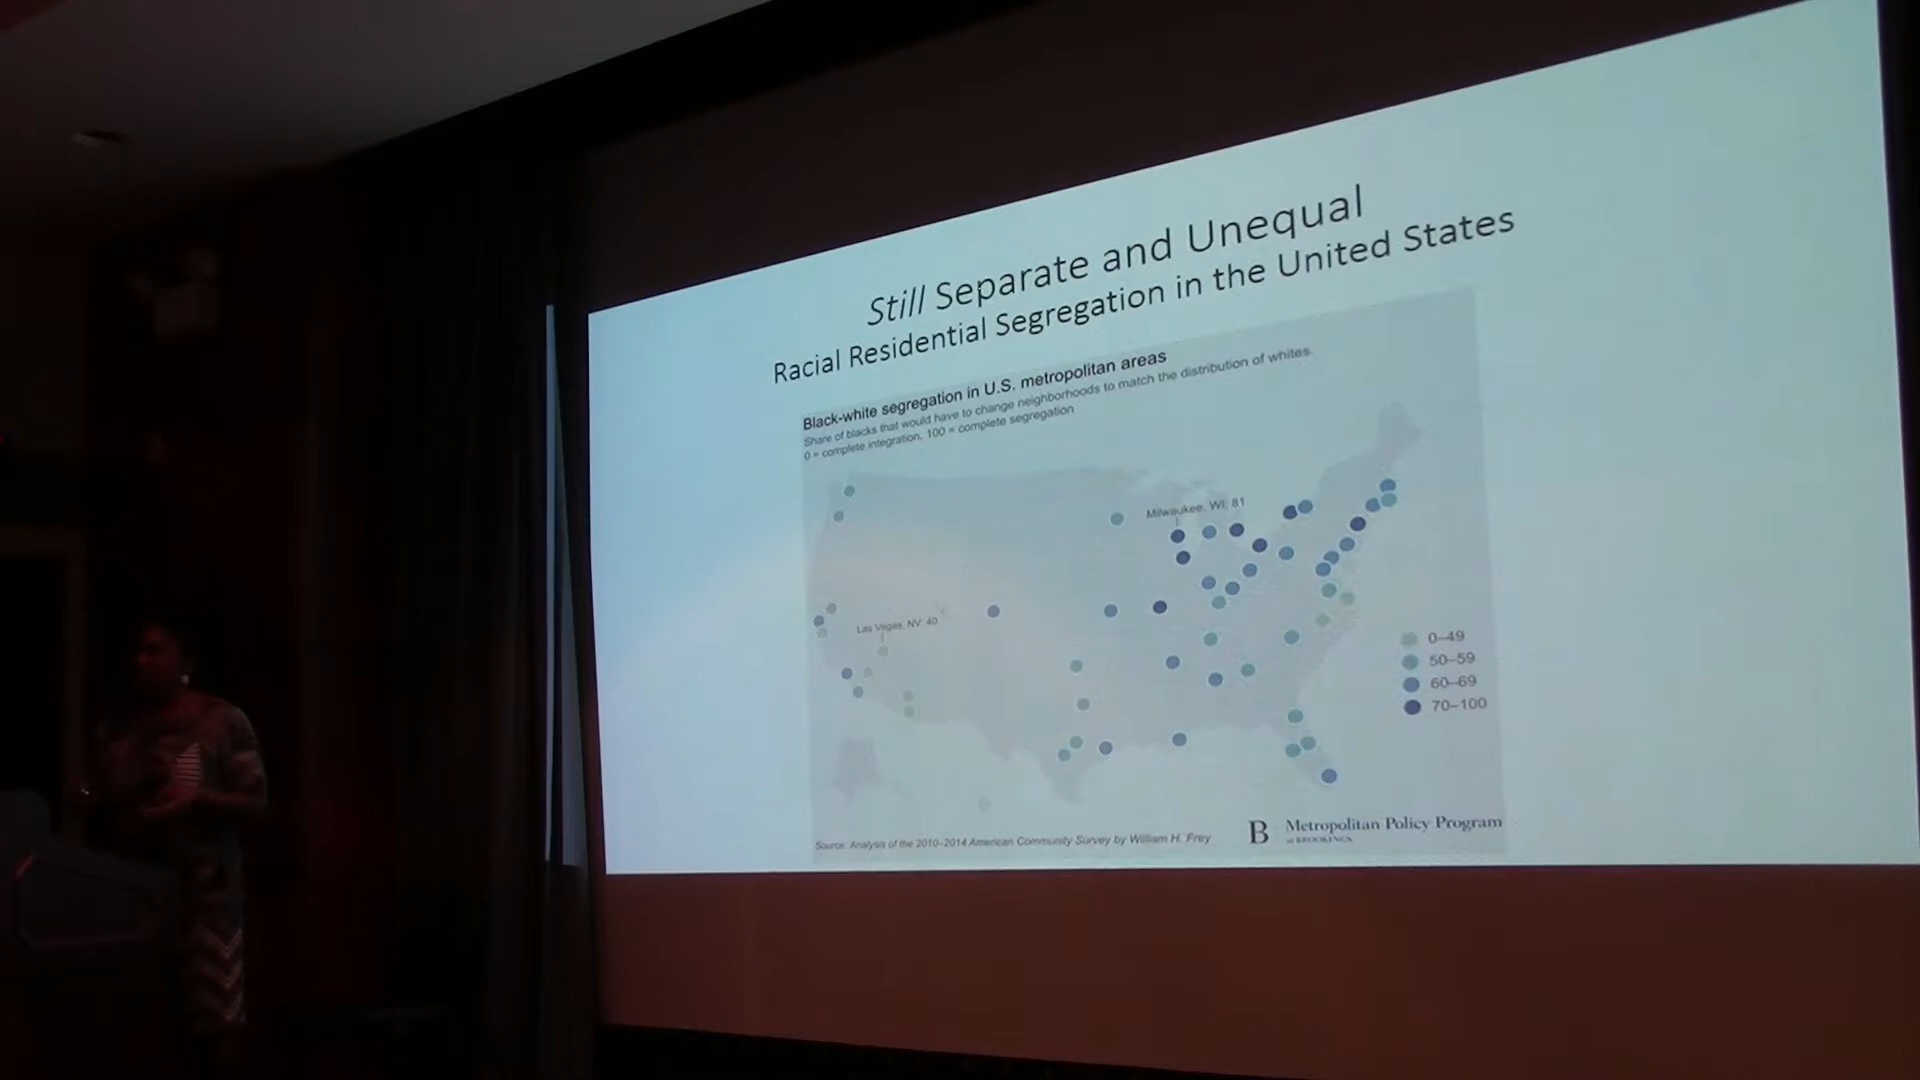 Still Separate and Unequal
Racial Residential Segregation in the United States
Black-white segregation in U.S. metropolitan areas
Share of blacks that would have to change neighborhoods to match the distribution of whites.
0 = complete integration, 100 = complete segregation
Milwaukee, WI: 81
Las Vegas, NV: 40
0–49
50–59
60–69
70–100
Source: Analysis of the 2010–2014 American Community Survey by William H. Frey
B Metropolitan Policy Program
at BROOKINGS